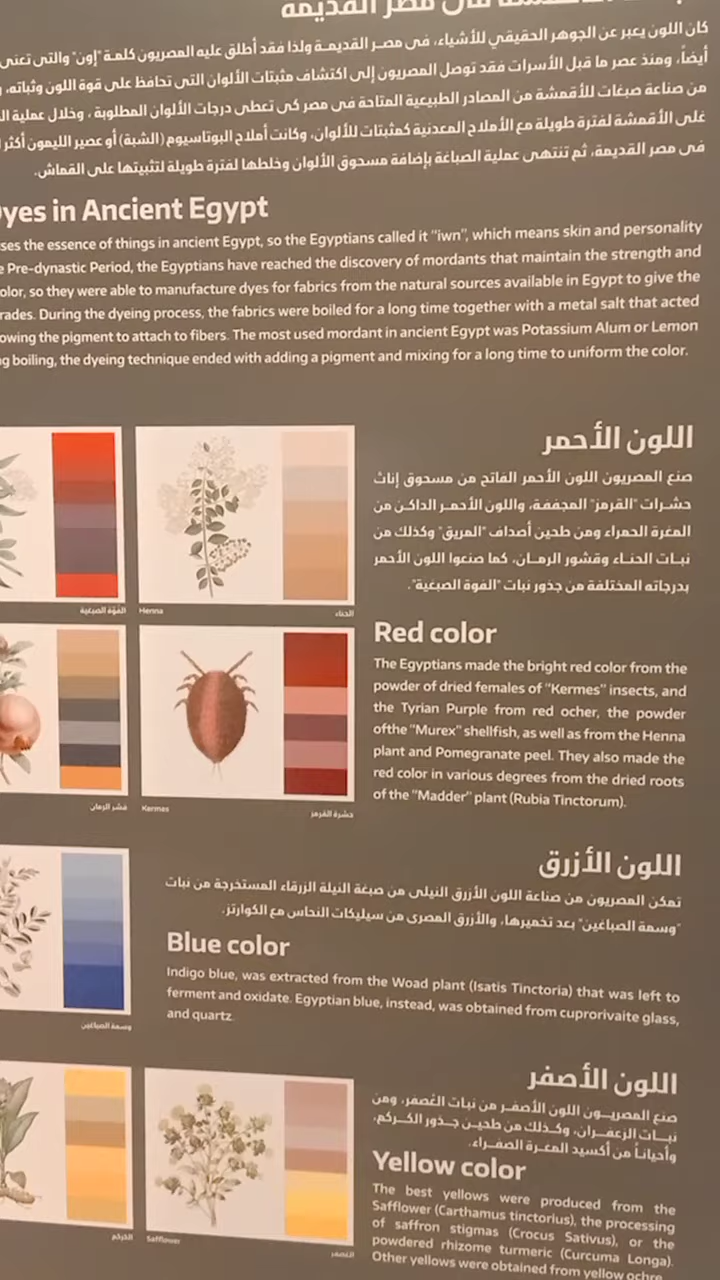 كان اللون يعبر عن الجوهر الحقيقي للأشياء، فى مصر القديمة ولذا فقد أطلق عليه المصريون كلمة "إون" والتى تعنى
أيضاً، ومنذ عصر ما قبل الأسرات فقد توصل المصريون إلى اكتشاف مثبتات الألوان التى تحافظ على قوة اللون وثباته،
من صناعة صبغات للأقمشة من المصادر الطبيعية المتاحة فى مصر كى تعطى درجات الألوان المطلوبة، وخلال عملية
على الأقمشة لفترة طويلة مع الأملاح المعدنية كمثبتات للألوان، وكانت أملاح البوتاسيوم (الشبة) أو عصير الليمون أكثر
فى مصر القديمة، ثم تنتهى عملية الصباغة بإضافة مسحوق الألوان وخلطها لفترة طويلة لتثبيتها على القماش.
yes in Ancient Egypt
ses the essence of things in ancient Egypt, so the Egyptians called it "iwn", which means skin and personality
Pre-dynastic Period, the Egyptians have reached the discovery of mordants that maintain the strength and
olor, so they were able to manufacture dyes for fabrics from the natural sources available in Egypt to give the
rades. During the dyeing process, the fabrics were boiled for a long time together with a metal salt that acted
owing the pigment to attach to fibers. The most used mordant in ancient Egypt was Potassium Alum or Lemon
g boiling, the dyeing technique ended with adding a pigment and mixing for a long time to uniform the color.
اللون الأحمر
صنع المصريون اللون الأحمر الفاتح من مسحوق إناث
حشرات "القرمز" المجففة، واللون الأحمر الداكن من
المغرة الحمراء ومن طحين أصداف "المريق" وكذلك من
نبات الحناء وقشور الرمان، كما صنعوا اللون الأحمر
بدرجاته المختلفة من جذور نبات "الفوة الصبغية".
الفُوّة الصبغية
Henna
الحناء
Red color
The Egyptians made the bright red color from the
powder of dried females of "Kermes" insects, and
the Tyrian Purple from red ocher, the powder
ofthe "Murex" shellfish, as well as from the Henna
plant and Pomegranate peel. They also made the
red color in various degrees from the dried roots
of the "Madder" plant (Rubia Tinctorum).
قشر الرمان
Kermes
حشرة القرمز
اللون الأزرق
تمكن المصريون من صناعة اللون الأزرق النيلى من صبغة النيلة الزرقاء المستخرجة من نبات
"وسمة الصباغين" بعد تخميرها، والأزرق المصرى من سيليكات النحاس مع الكوارتز.
Blue color
Indigo blue, was extracted from the Woad plant (Isatis Tinctoria) that was left to
ferment and oxidate. Egyptian blue, instead, was obtained from cuprorivaite glass,
and quartz.
وسمة الصباغين
اللون الأصفر
صنع المصريون اللون الأصفر من نبات العُصفر، ومن
نبات الزعفران، وكذلك من طحين جذور الكركم،
وأحياناً من أكسيد المغرة الصفراء.
Yellow color
The best yellows were produced from the
Safflower (Carthamus tinctorius), the processing
of saffron stigmas (Crocus Sativus), or the
powdered rhizome turmeric (Curcuma Longa).
Other yellows were obtained from yellow ochre
الكركم
Safflower
العصفر